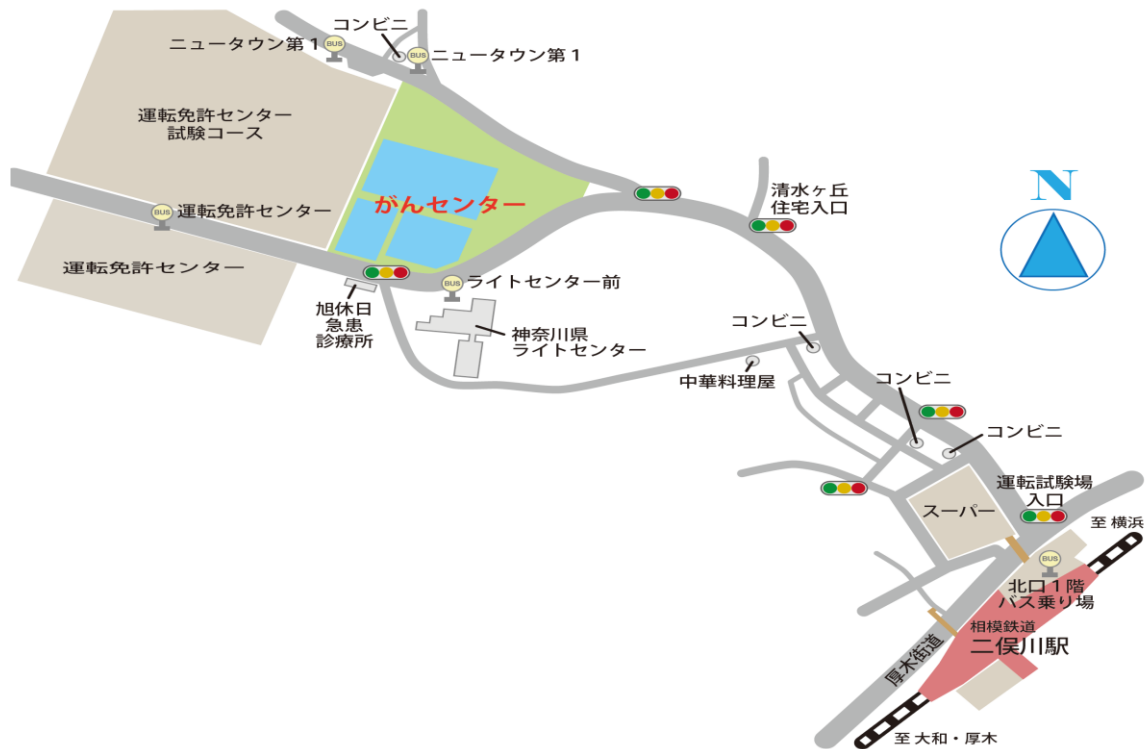 コンビニ
ニュータウン第1
BUS
BUS
ニュータウン第1
運転免許センター
試験コース
N
清水ヶ丘
住宅入口
がんセンター
BUS
運転免許センター
運転免許センター
BUS
ライトセンター前
旭休日
急患
診療所
神奈川県
ライトセンター
コンビニ
中華料理屋
コンビニ
コンビニ
運転試験場
入口
スーパー
至 横浜
BUS
北口1階
バス乗り場
相模鉄道
二俣川駅
厚木街道
至 大和・厚木